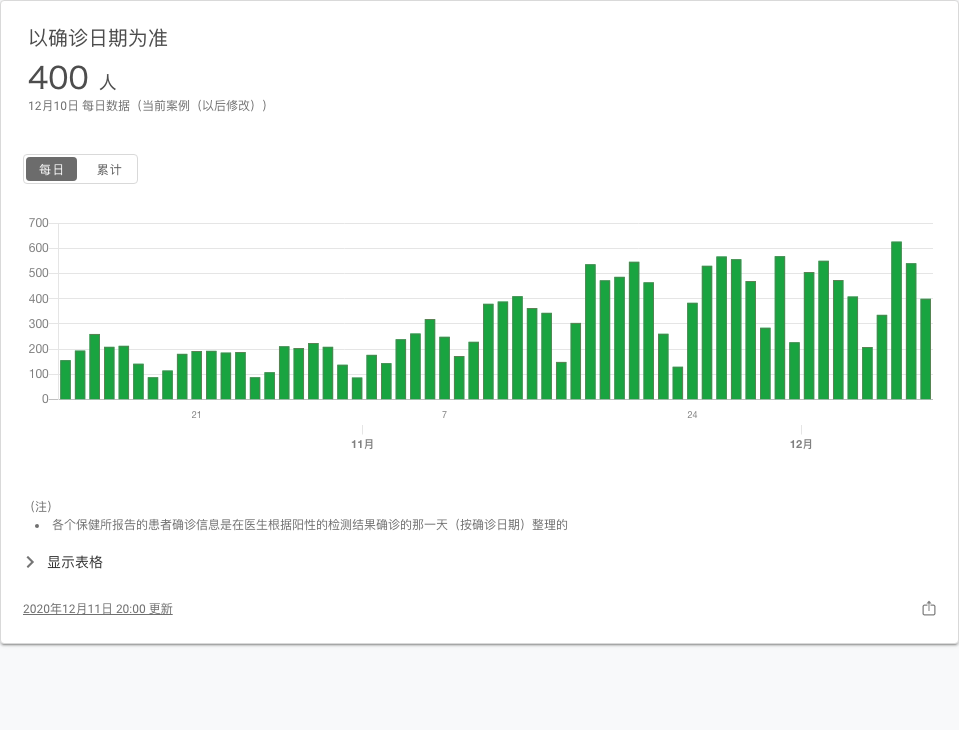 以确诊日期为准
400 人
12月10日 每日数据（当前案例（以后修改））
每日 累计
700
600
500
400
300
200
100
0
21 7 24
11月 12月
（注）
• 各个保健所报告的患者确诊信息是在医生根据阳性的检测结果确诊的那一天（按确诊日期）整理的
显示表格
2020年12月11日 20:00 更新